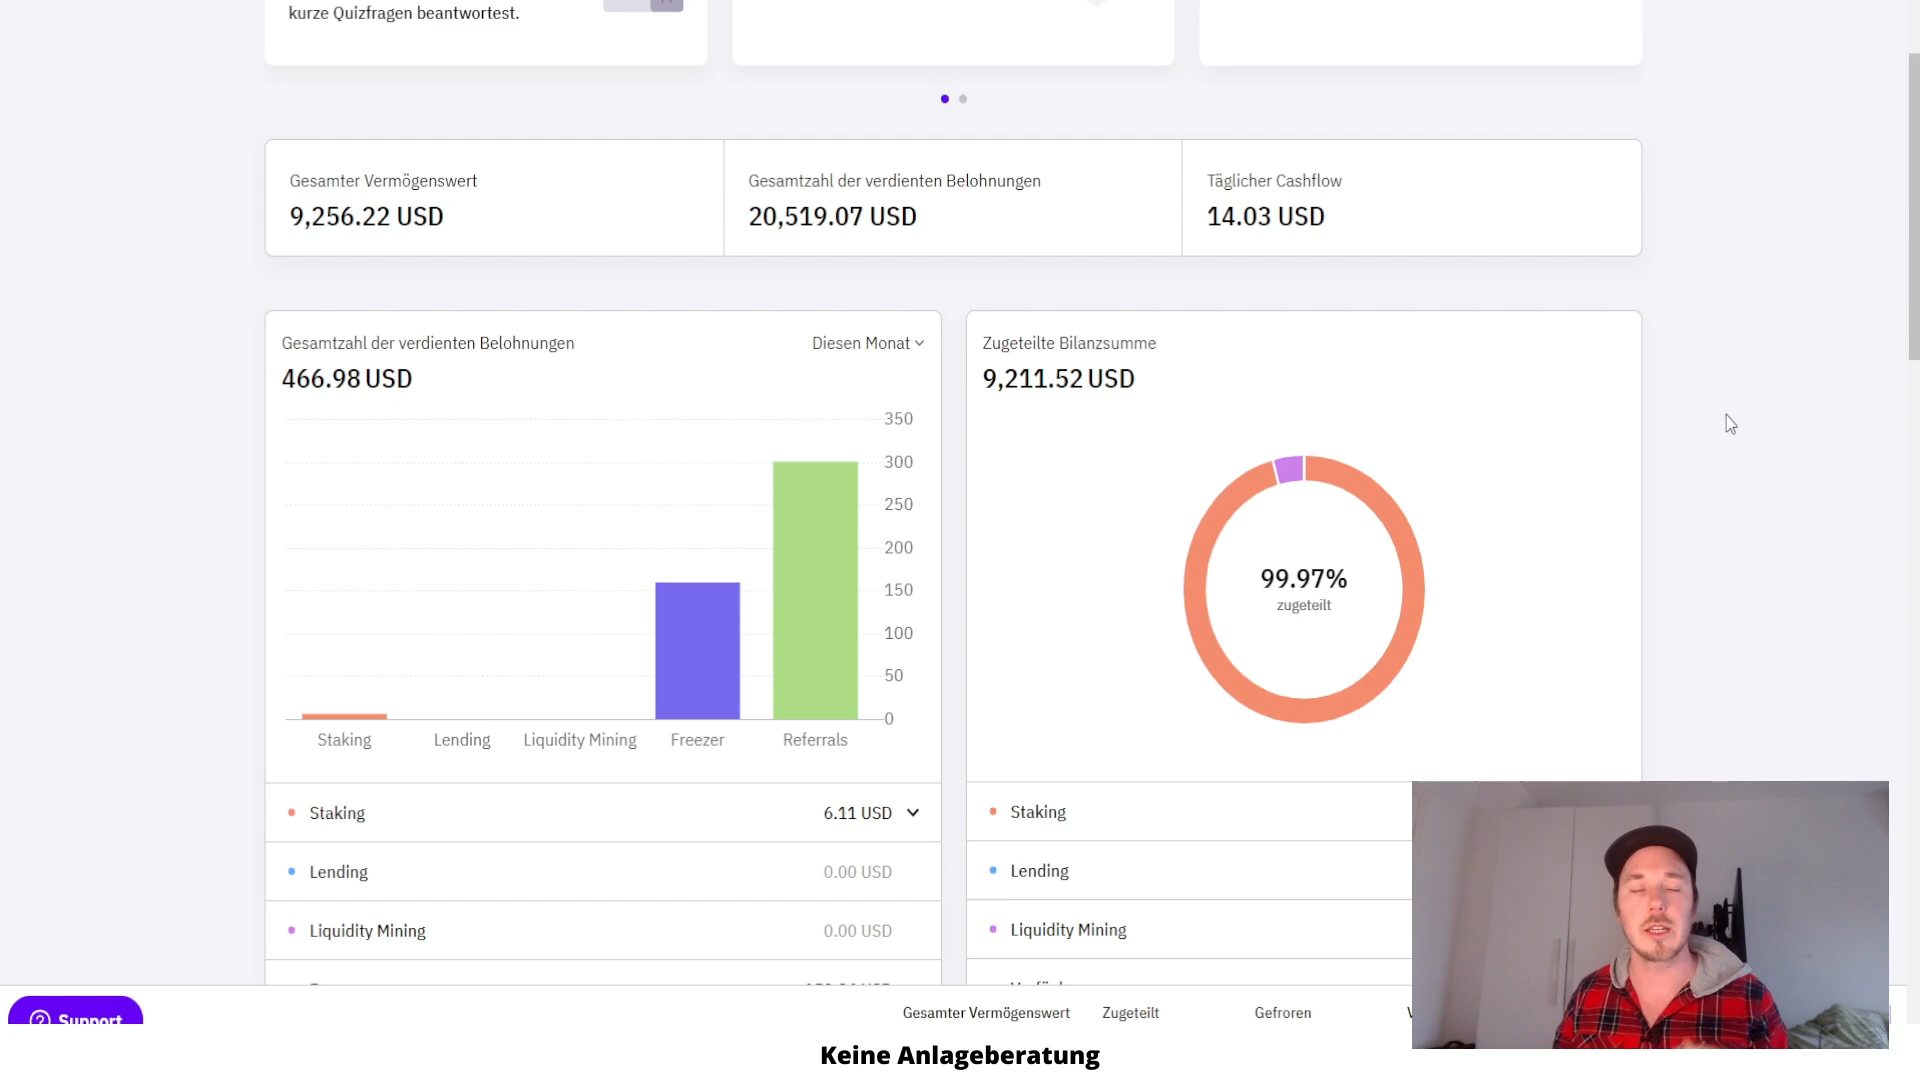 kurze Quizfragen beantwortest.
Gesamter Vermögenswert
9,256.22 USD
Gesamtzahl der verdienten Belohnungen
20,519.07 USD
Täglicher Cashflow
14.03 USD
Gesamtzahl der verdienten Belohnungen
Diesen Monat
466.98 USD
350
300
250
200
150
100
50
0
Staking
Lending
Liquidity Mining
Freezer
Referrals
Staking
6.11 USD
Lending
0.00 USD
Liquidity Mining
0.00 USD
Zugeteilte Bilanzsumme
9,211.52 USD
99.97%
zugeteilt
Staking
Lending
Liquidity Mining
Support
Gesamter Vermögenswert
Zugeteilt
Gefroren
Keine Anlageberatung